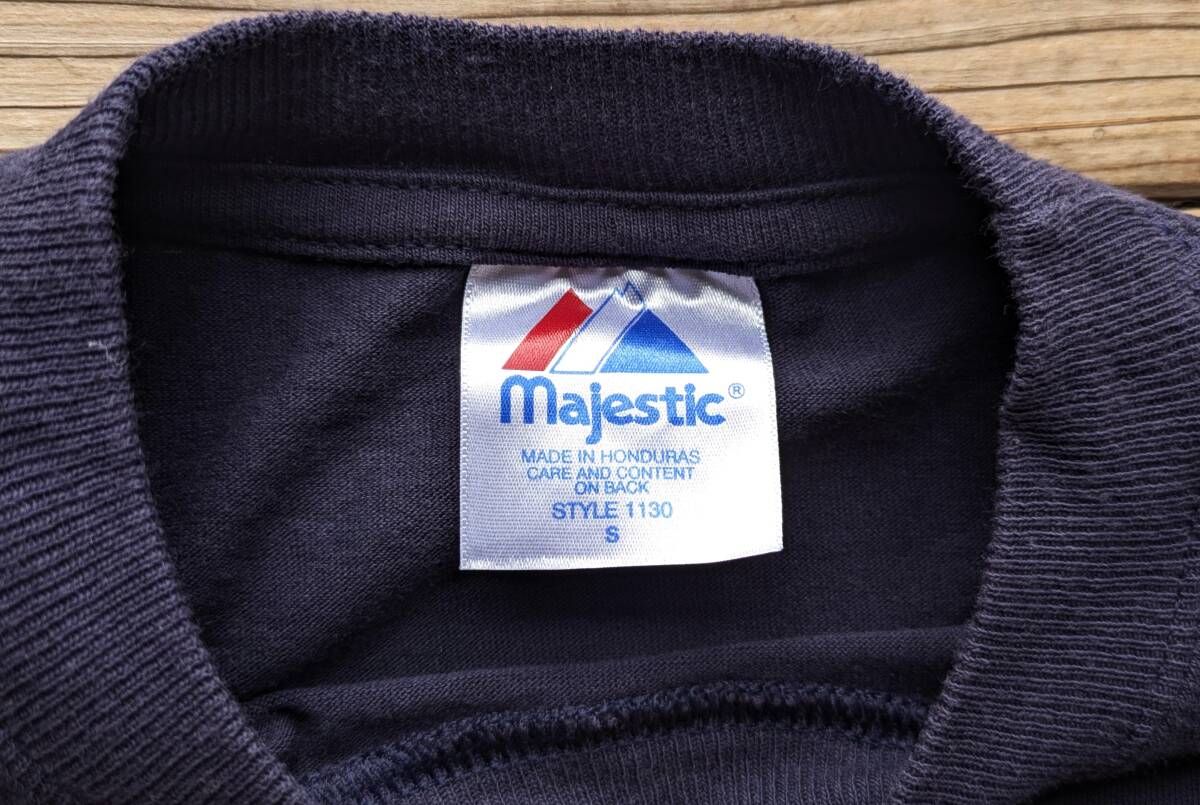 majestic®
MADE IN HONDURAS
CARE AND CONTENT
ON BACK
STYLE 1130
S